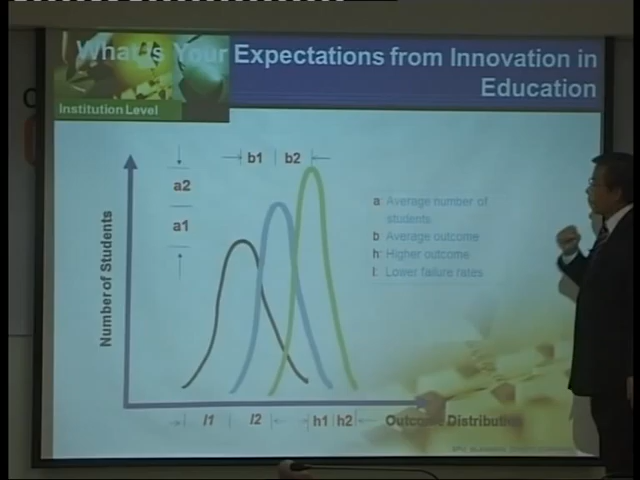 What is Your Expectations from Innovation in
Education
Institution Level
b1 b2
a2
a1
a: Average number of
students
b: Average outcome
h: Higher outcome
l: Lower failure rates
Number of Students
l1 l2 h1 h2 Outcome Distribution